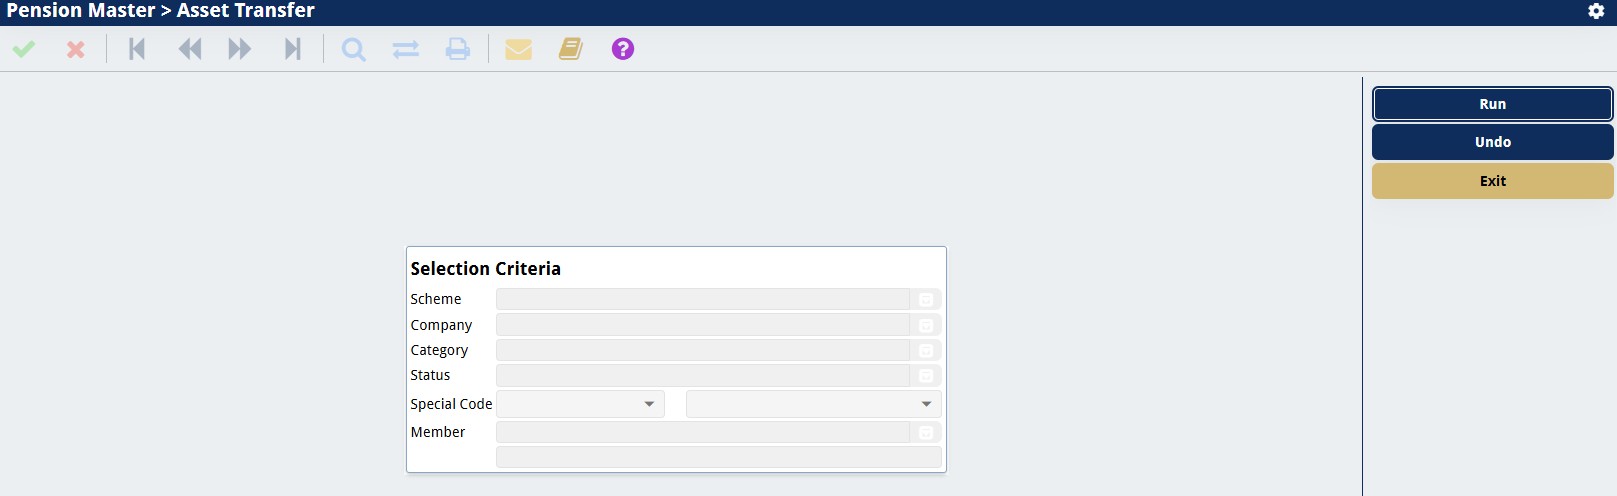 Pension Master > Asset Transfer
?
Run
Undo
Exit
Selection Criteria
Scheme
Company
Category
Status
Special Code
Member